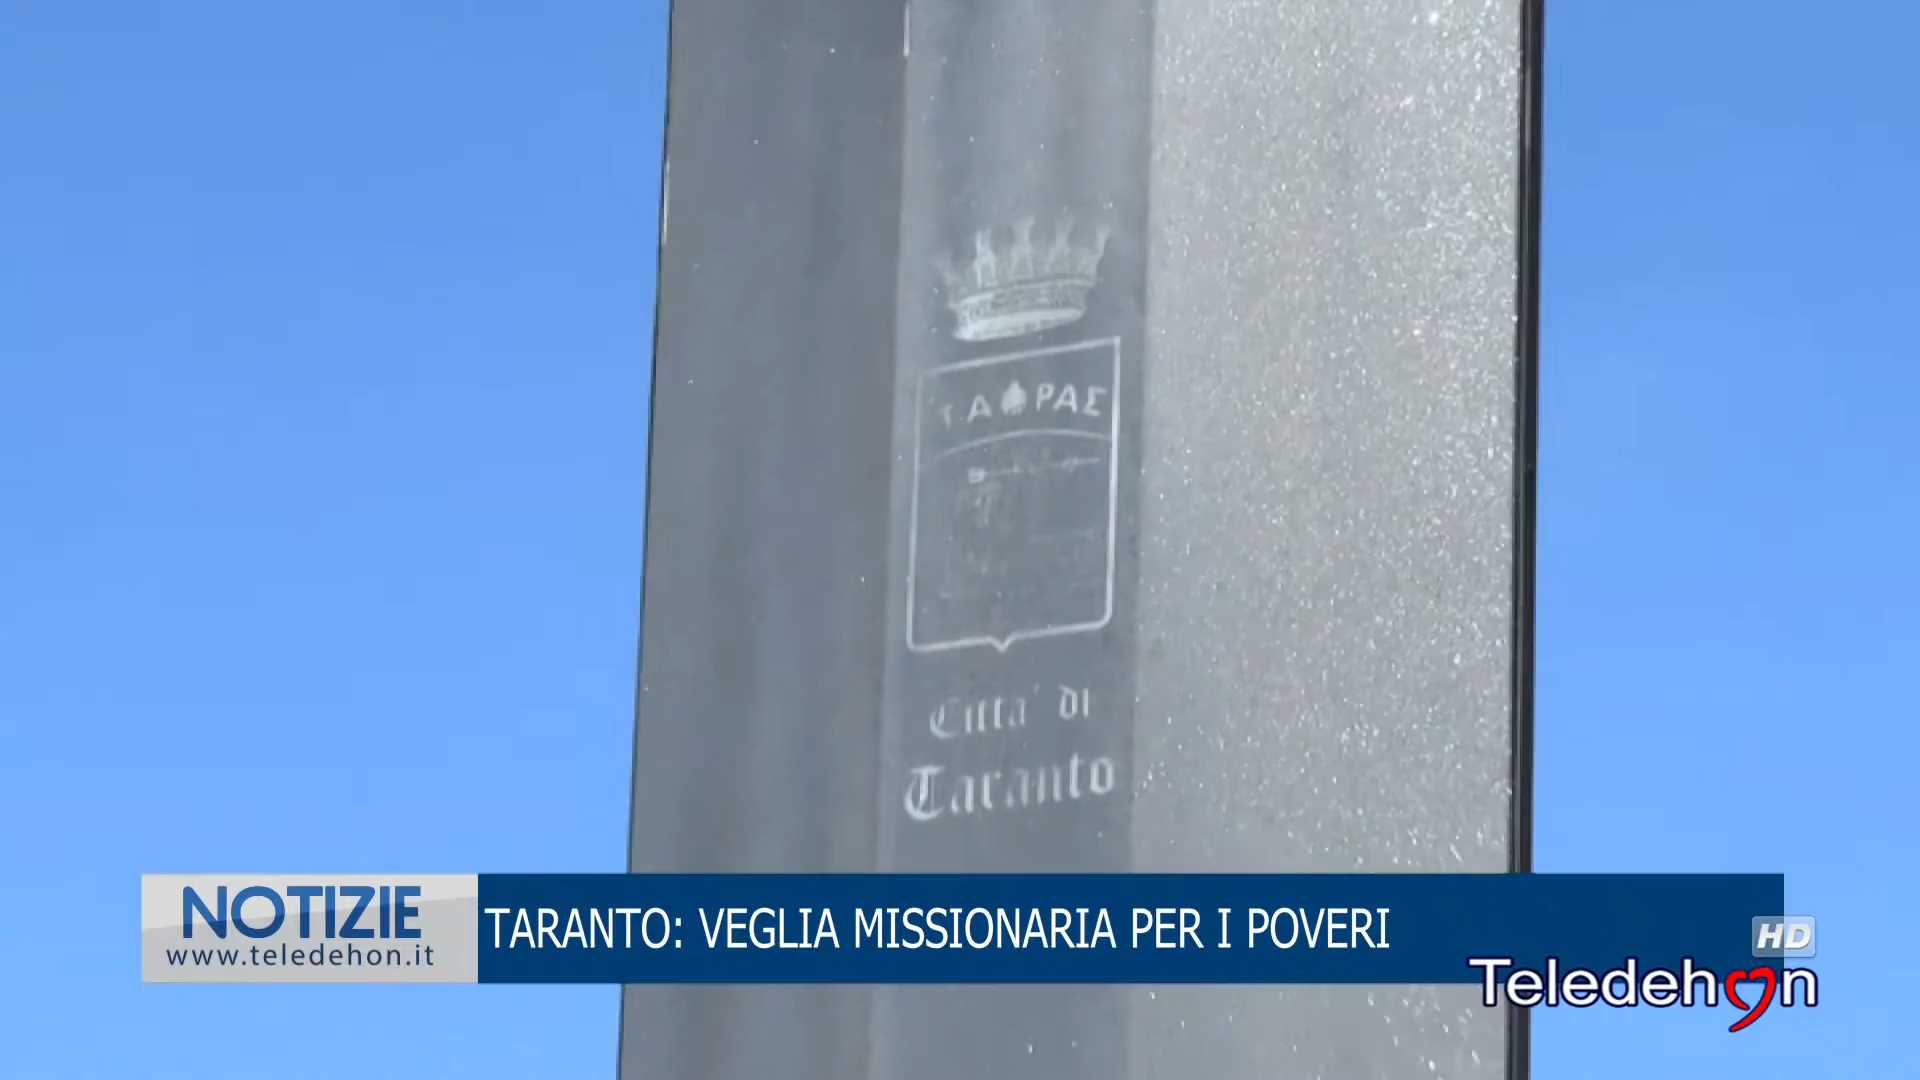 ΤΑΡΑΣ
Citta' di
Taranto
NOTIZIE
www.teledehon.it
TARANTO: VEGLIA MISSIONARIA PER I POVERI
HD
Teledehon